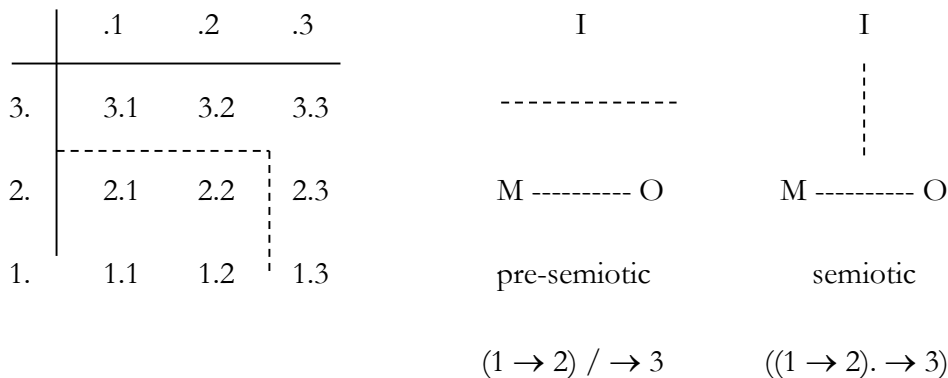 .1 .2 .3 I I
3. 3.1 3.2 3.3
2. 2.1 2.2 2.3 M ---------- O M ---------- O
1. 1.1 1.2 1.3 pre-semiotic semiotic
(1 → 2) / → 3 ((1 → 2). → 3)